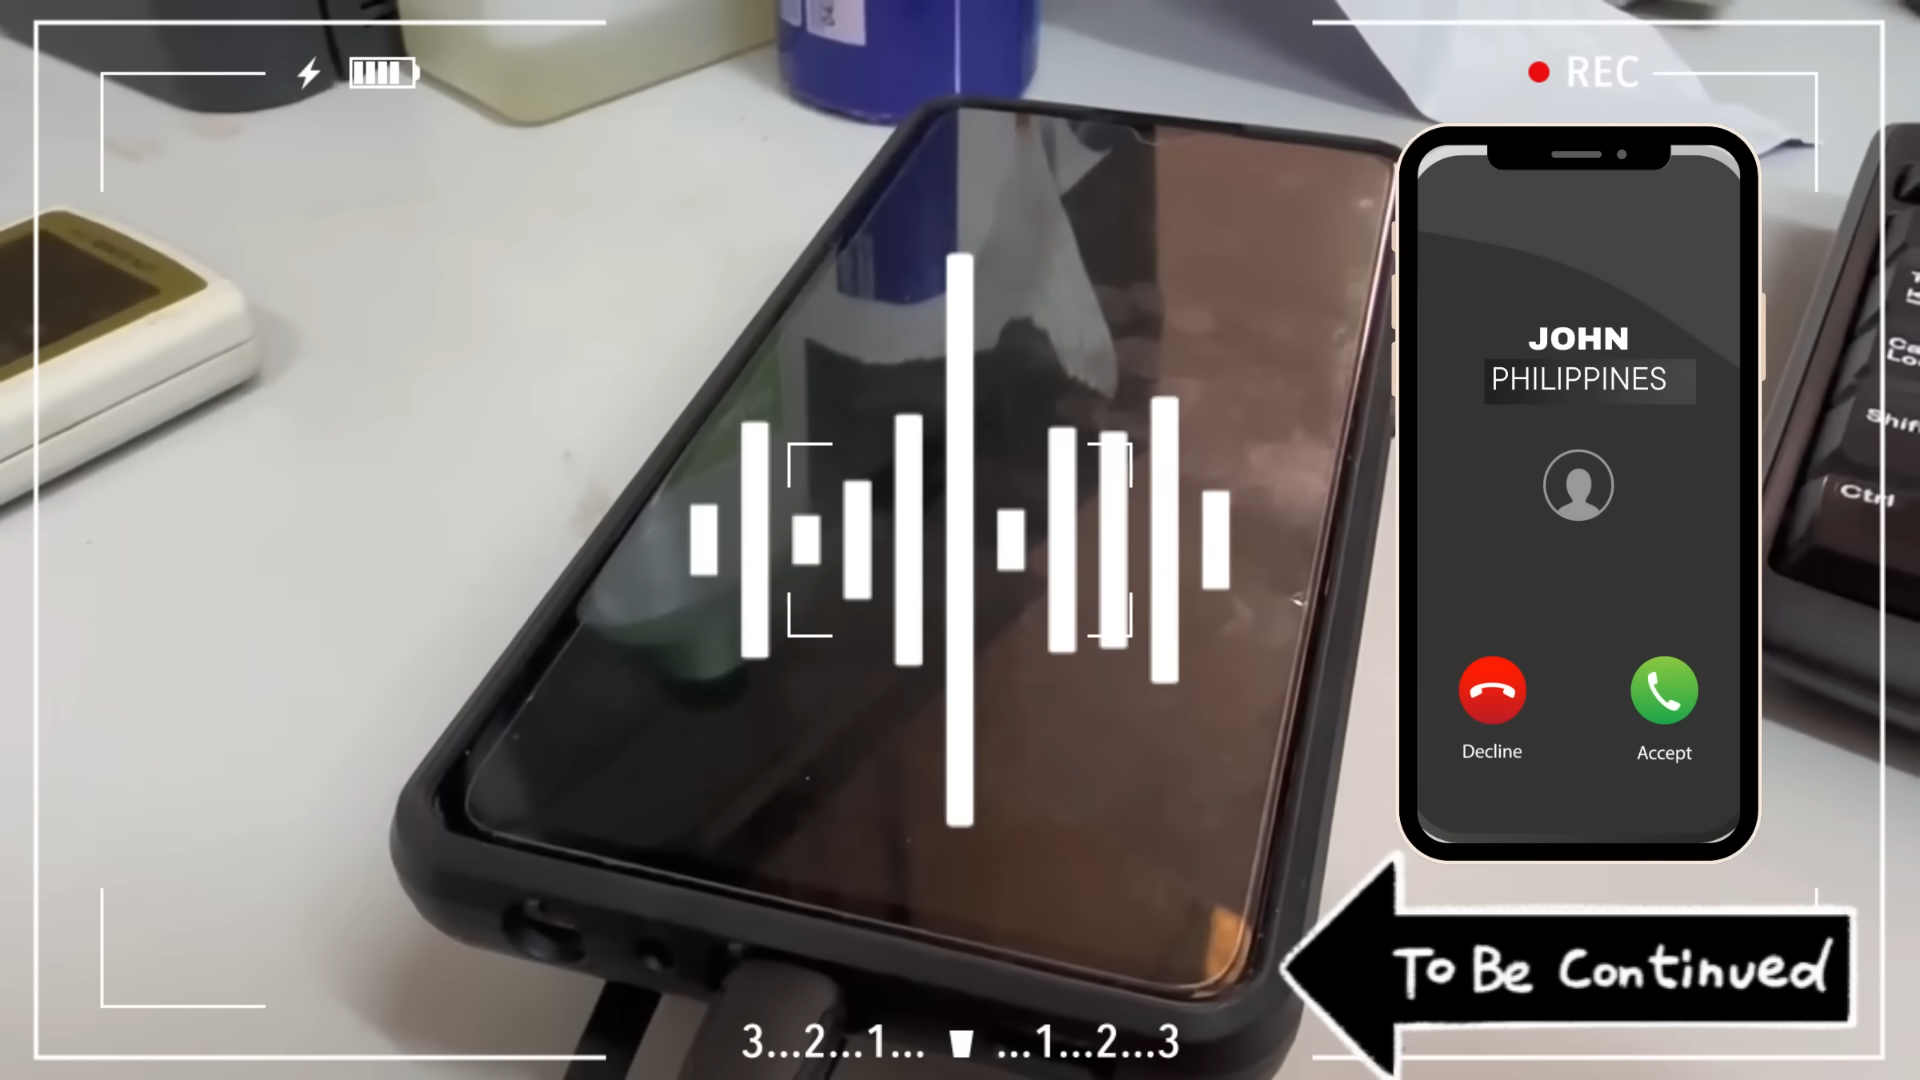 REC
JOHN
PHILIPPINES
Decline
Accept
Shift
Ctrl
To Be Continued
3...2...1... ...1...2...3